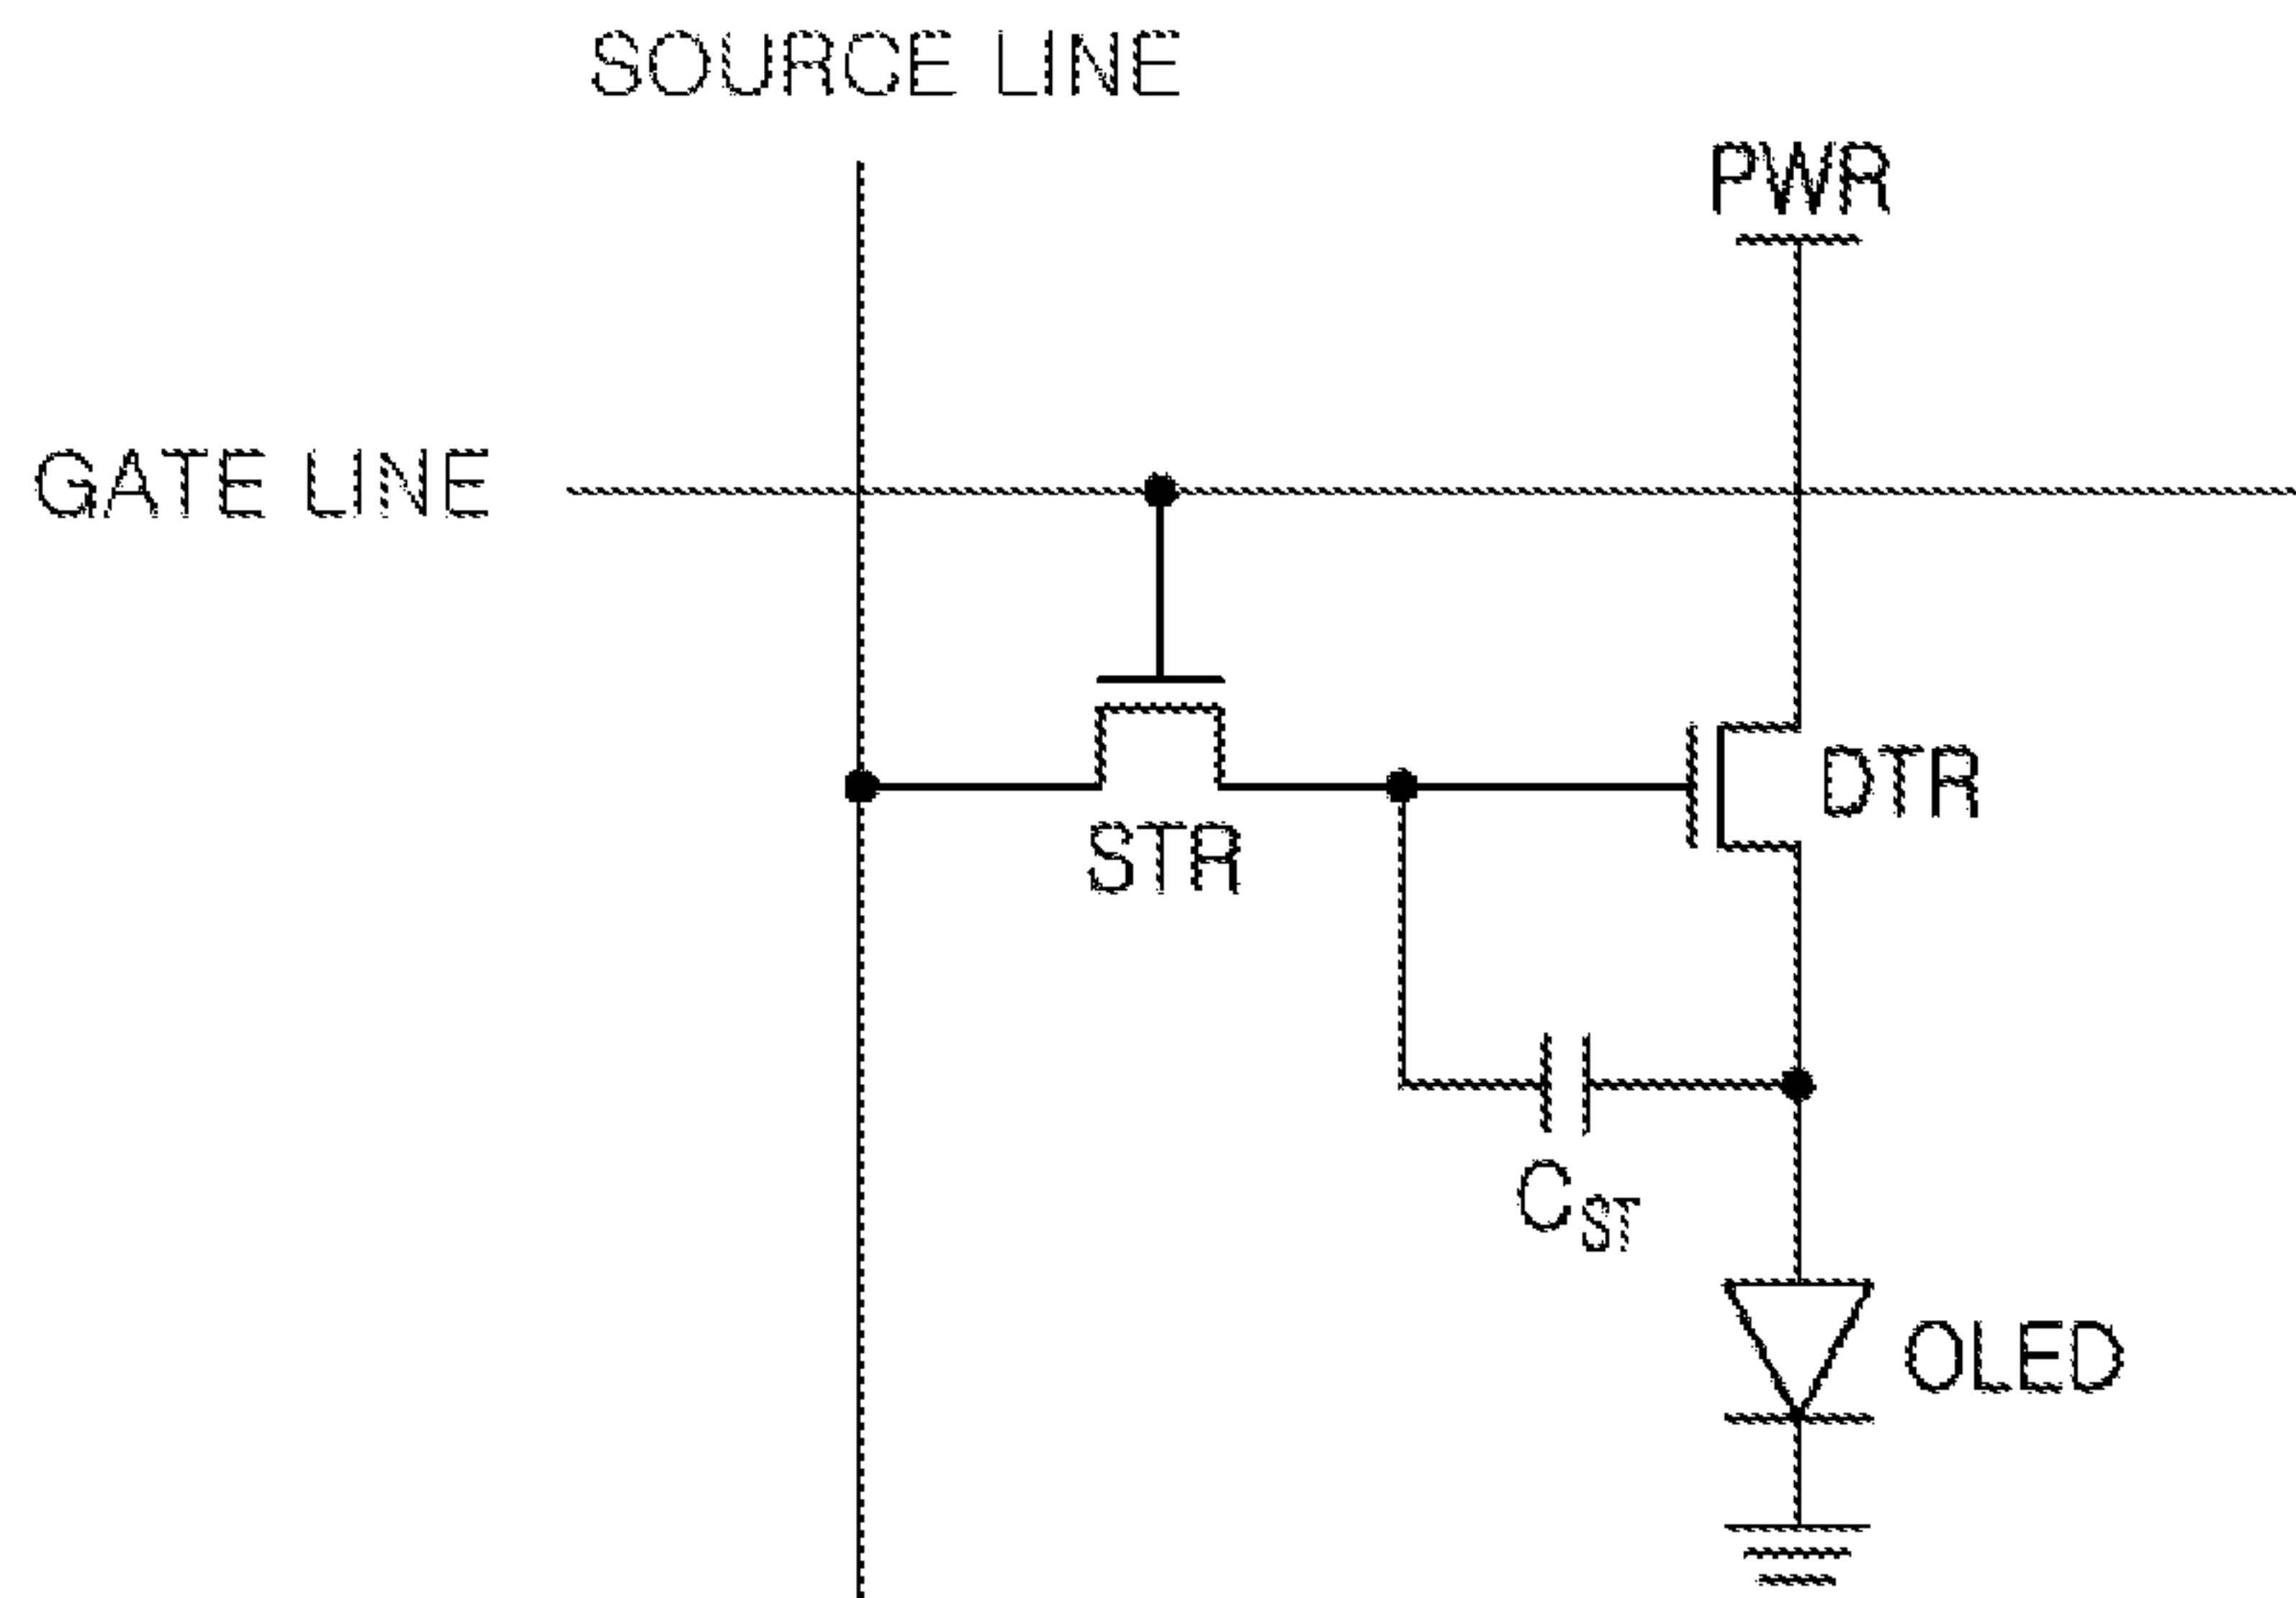 SOURCE LINE
PWR
GATE LINE
DTR
STR
CST
OLED